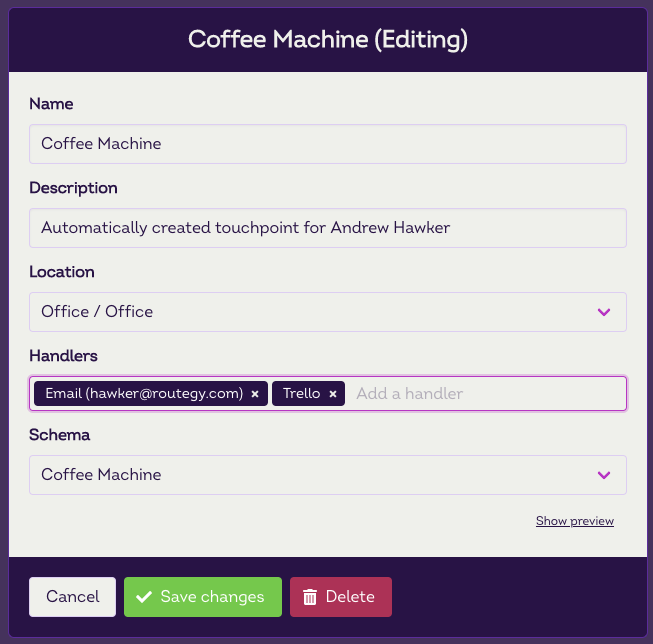 Coffee Machine (Editing)
Name
Coffee Machine
Description
Automatically created touchpoint for Andrew Hawker
Location
Office / Office
Handlers
Email (hawker@routegy.com) × Trello × Add a handler
Schema
Coffee Machine
Show preview
Cancel Save changes Delete